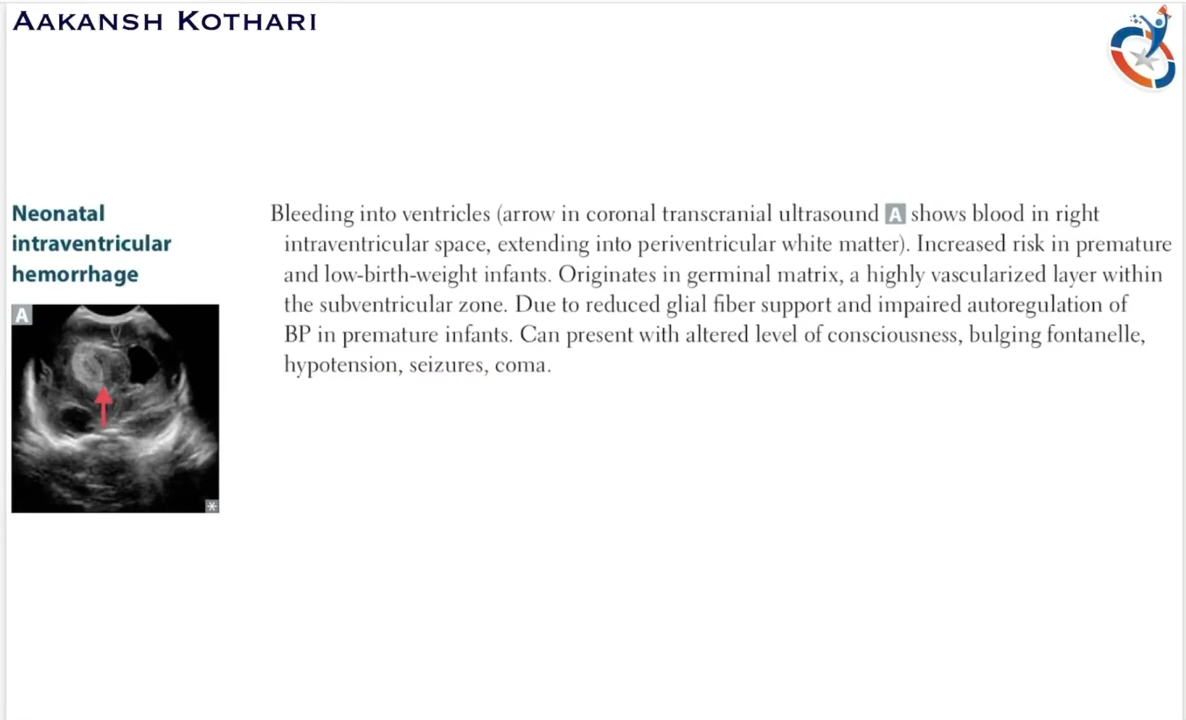 AAKANSH KOTHARI
Neonatal
intraventricular
hemorrhage
A
Bleeding into ventricles (arrow in coronal transcranial ultrasound A shows blood in right
intraventricular space, extending into periventricular white matter). Increased risk in premature
and low-birth-weight infants. Originates in germinal matrix, a highly vascularized layer within
the subventricular zone. Due to reduced glial fiber support and impaired autoregulation of
BP in premature infants. Can present with altered level of consciousness, bulging fontanelle,
hypotension, seizures, coma.